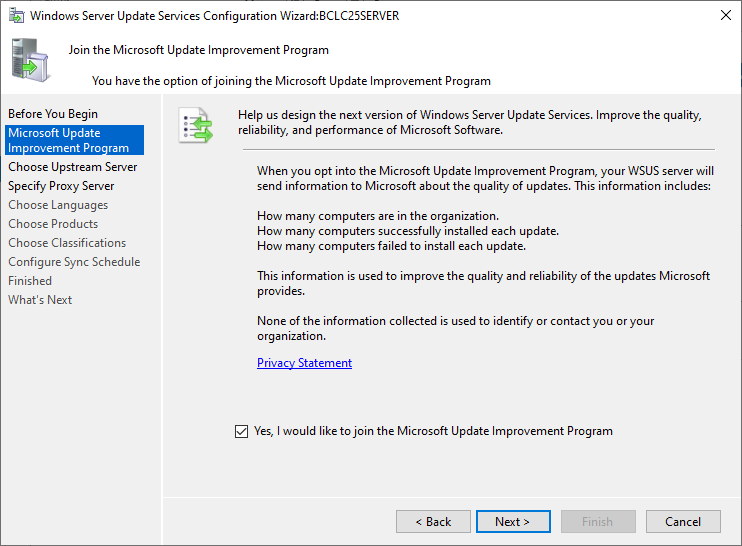 Windows Server Update Services Configuration Wizard:BCLC25SERVER
Join the Microsoft Update Improvement Program
You have the option of joining the Microsoft Update Improvement Program
Before You Begin
Microsoft Update
Improvement Program
Choose Upstream Server
Specify Proxy Server
Choose Languages
Choose Products
Choose Classifications
Configure Sync Schedule
Finished
What's Next
Help us design the next version of Windows Server Update Services. Improve the quality,
reliability, and performance of Microsoft Software.
When you opt into the Microsoft Update Improvement Program, your WSUS server will
send information to Microsoft about the quality of updates. This information includes:
How many computers are in the organization.
How many computers successfully installed each update.
How many computers failed to install each update.
This information is used to improve the quality and reliability of the updates Microsoft
provides.
None of the information collected is used to identify or contact you or your
organization.
Privacy Statement
Yes, I would like to join the Microsoft Update Improvement Program
< Back
Next >
Finish
Cancel